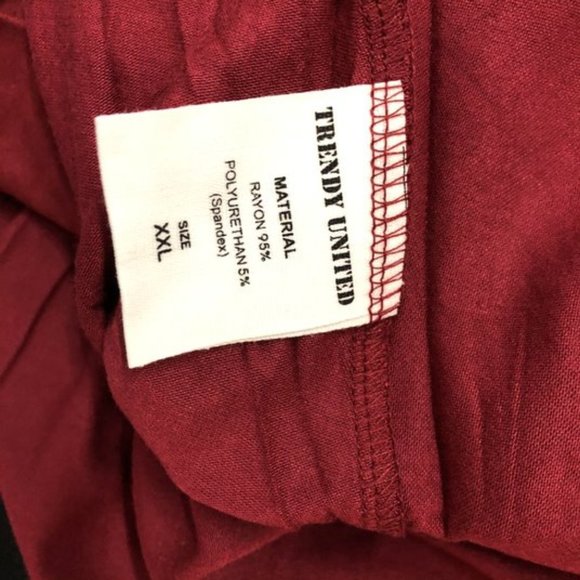 TRENDY UNITED
MATERIAL
RAYON 95%
POLYURETHAN 5%
(Spandex)
SIZE
XXL